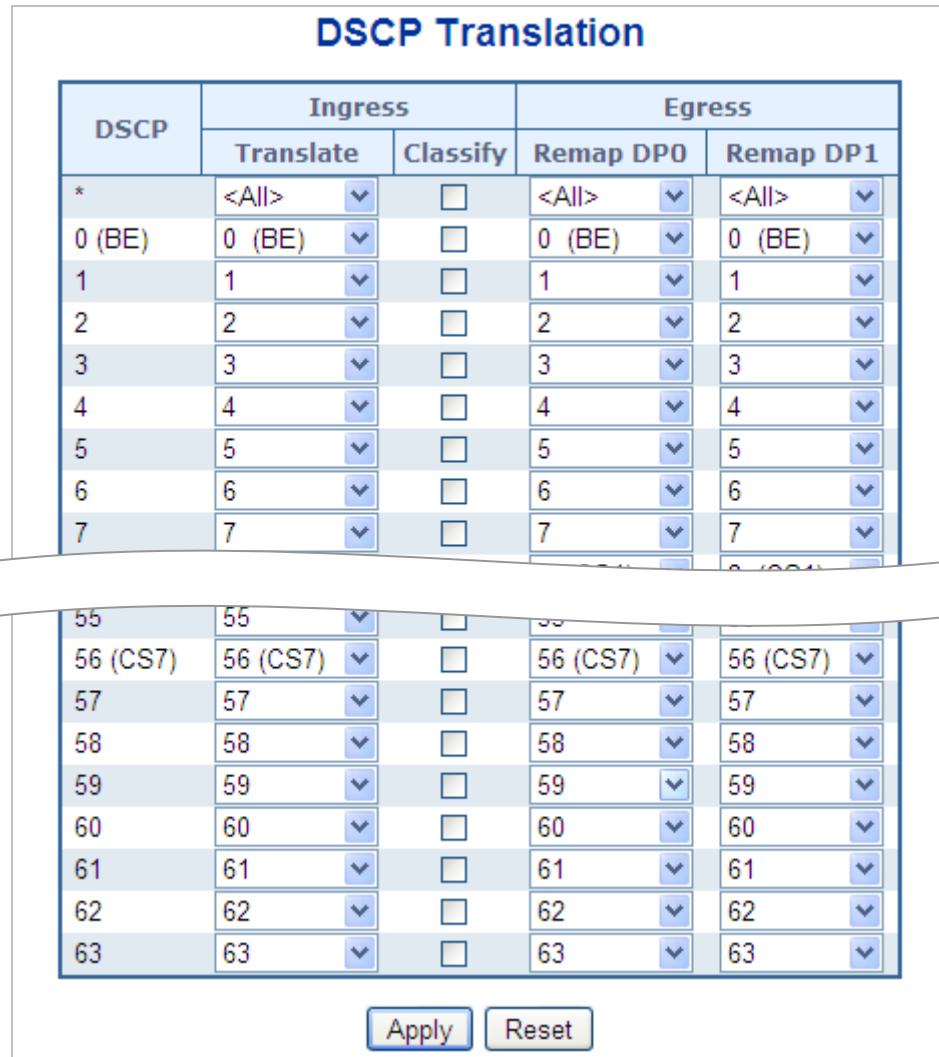 DSCP Translation
DSCP Ingress Egress
Translate Classify Remap DP0 Remap DP1
* <All> <All> <All>
0 (BE) 0 (BE) 0 (BE) 0 (BE)
1 1 1 1
2 2 2 2
3 3 3 3
4 4 4 4
5 5 5 5
6 6 6 6
7 7 7 7
55 55
56 (CS7) 56 (CS7) 56 (CS7) 56 (CS7)
57 57 57 57
58 58 58 58
59 59 59 59
60 60 60 60
61 61 61 61
62 62 62 62
63 63 63 63
Apply Reset